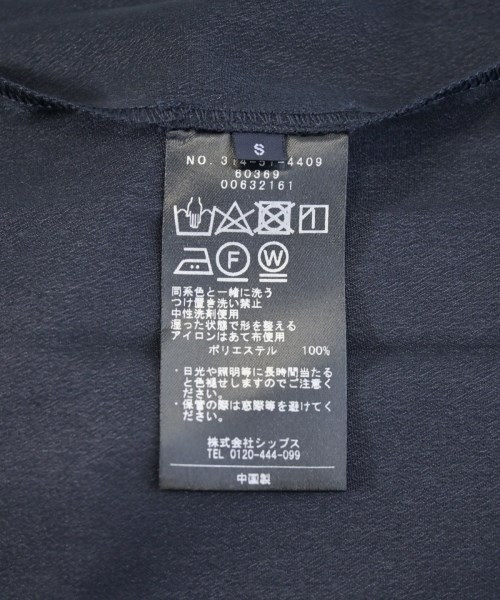 S
NO. 314-51-4409
60369
00632161
F W
同系色と一緒に洗う
つけ置き洗い禁止
中性洗剤使用
湿った状態で形を整える
アイロンはあて布使用
ポリエステル 100%
・日光や照明等に長時間当たる
と色褪せしますのでご注意く
ださい。
・保管の際は窓際等を避けてく
ださい。
株式会社シップス
TEL 0120-444-099
中国製